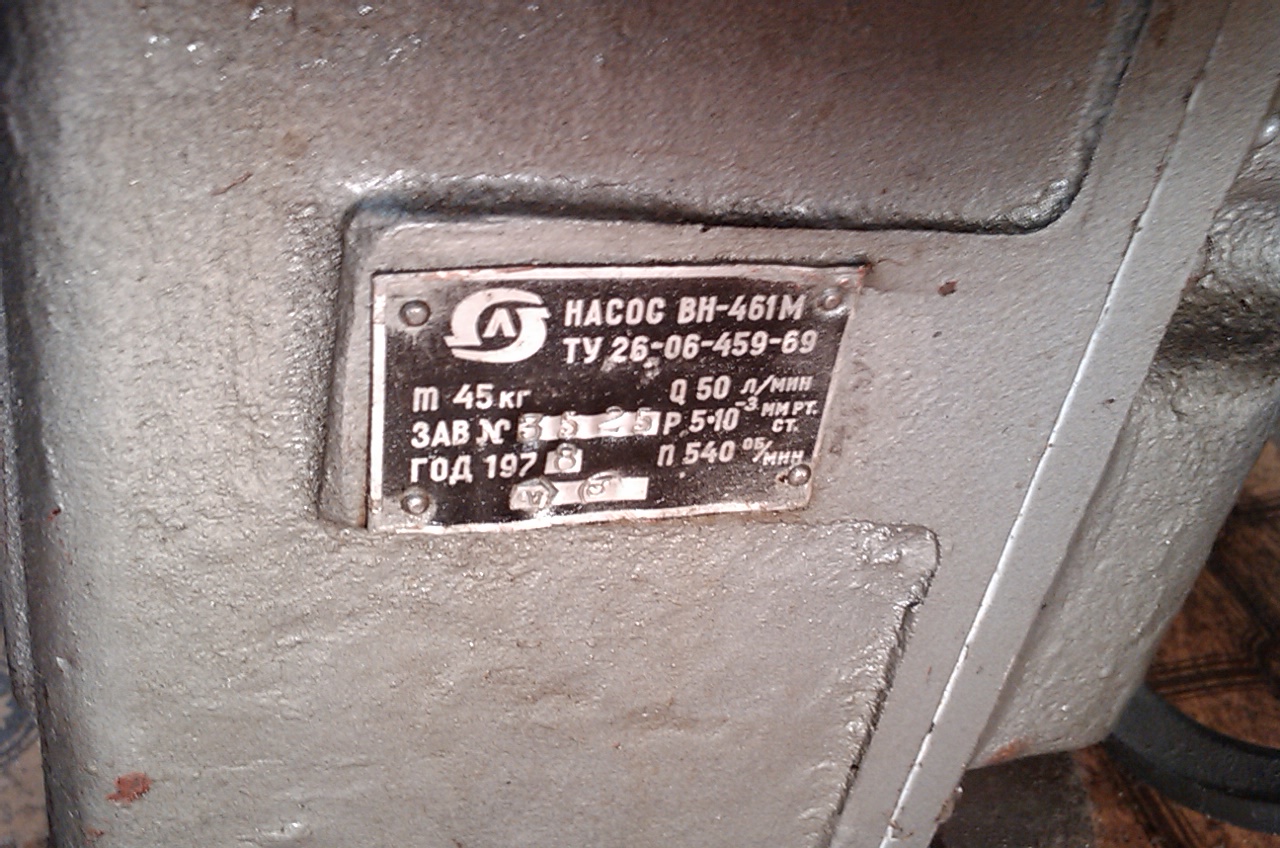 Л
НАСОС ВН-461М
ТУ 26-06-459-69
m 45 кг
Q 50 л/мин
ЗАВ № 3525
P 5·10⁻³ мм рт. ст.
ГОД 1978
п 540 об/мин